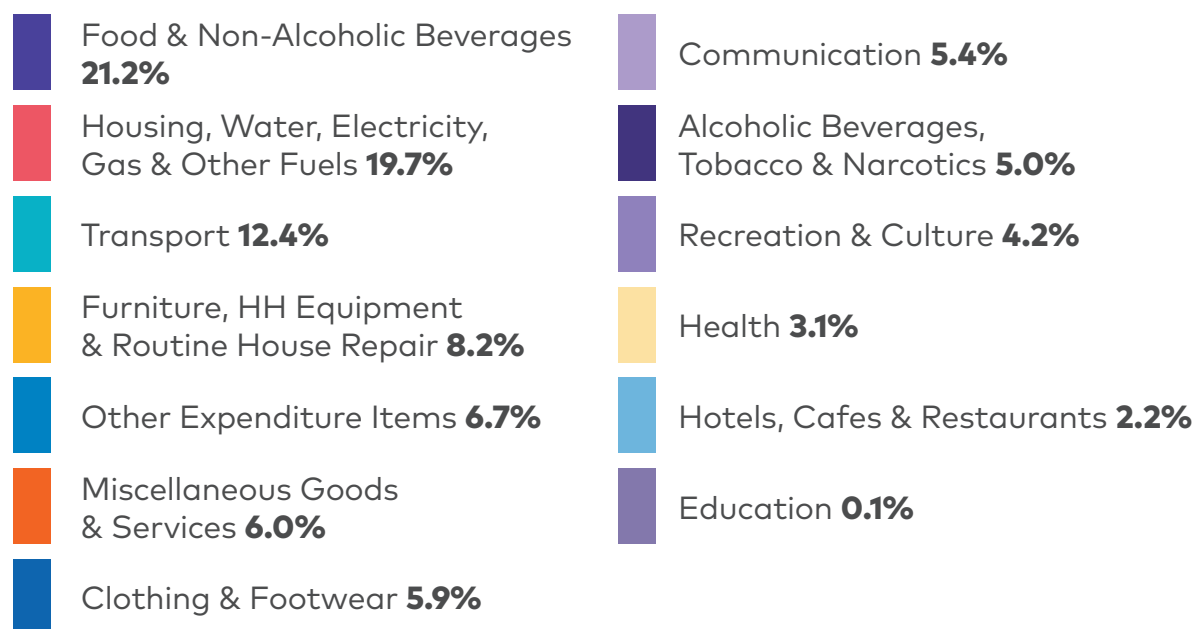 Food & Non-Alcoholic Beverages
21.2%
Housing, Water, Electricity,
Gas & Other Fuels 19.7%
Transport 12.4%
Furniture, HH Equipment
& Routine House Repair 8.2%
Other Expenditure Items 6.7%
Miscellaneous Goods
& Services 6.0%
Clothing & Footwear 5.9%
Communication 5.4%
Alcoholic Beverages,
Tobacco & Narcotics 5.0%
Recreation & Culture 4.2%
Health 3.1%
Hotels, Cafes & Restaurants 2.2%
Education 0.1%